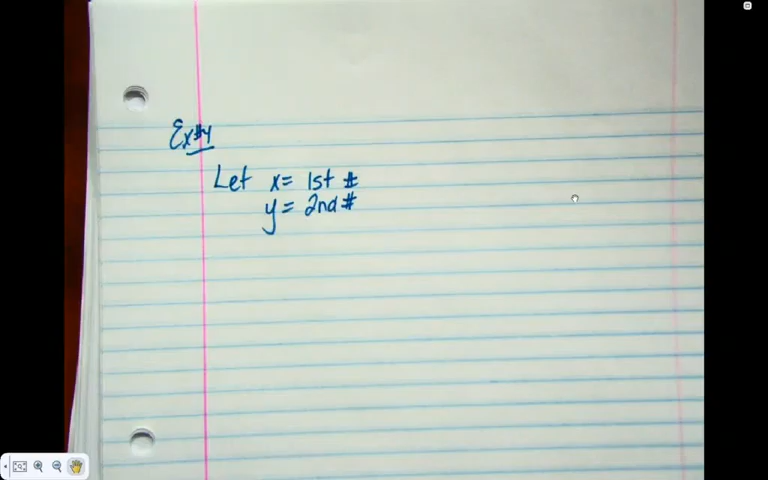 Ex#4
Let x= 1st #
y= 2nd #